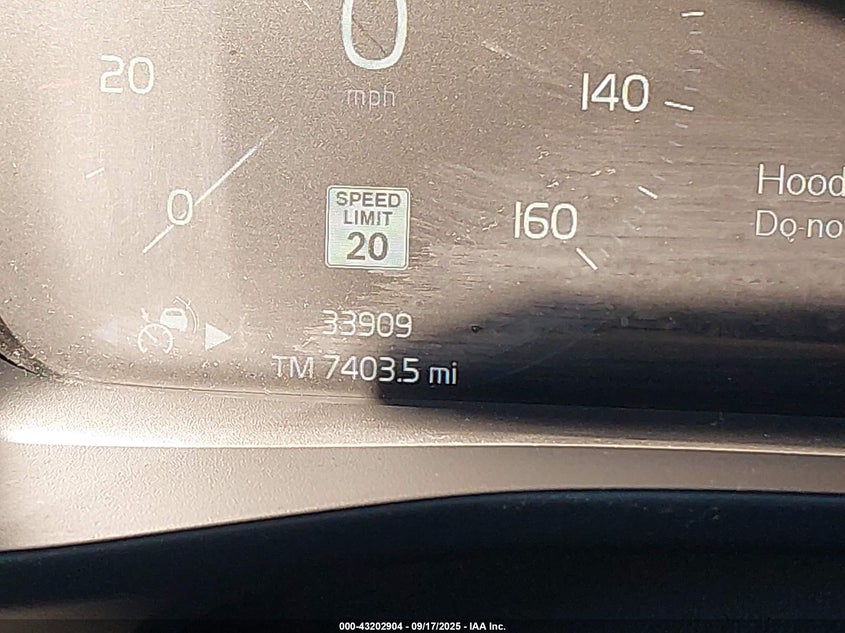 0
mph
20
140
0
160
SPEED
LIMIT
20
Hood
Do no
33909
TM 7403.5 mi
000-43202904 - 09/17/2025 - IAA Inc.